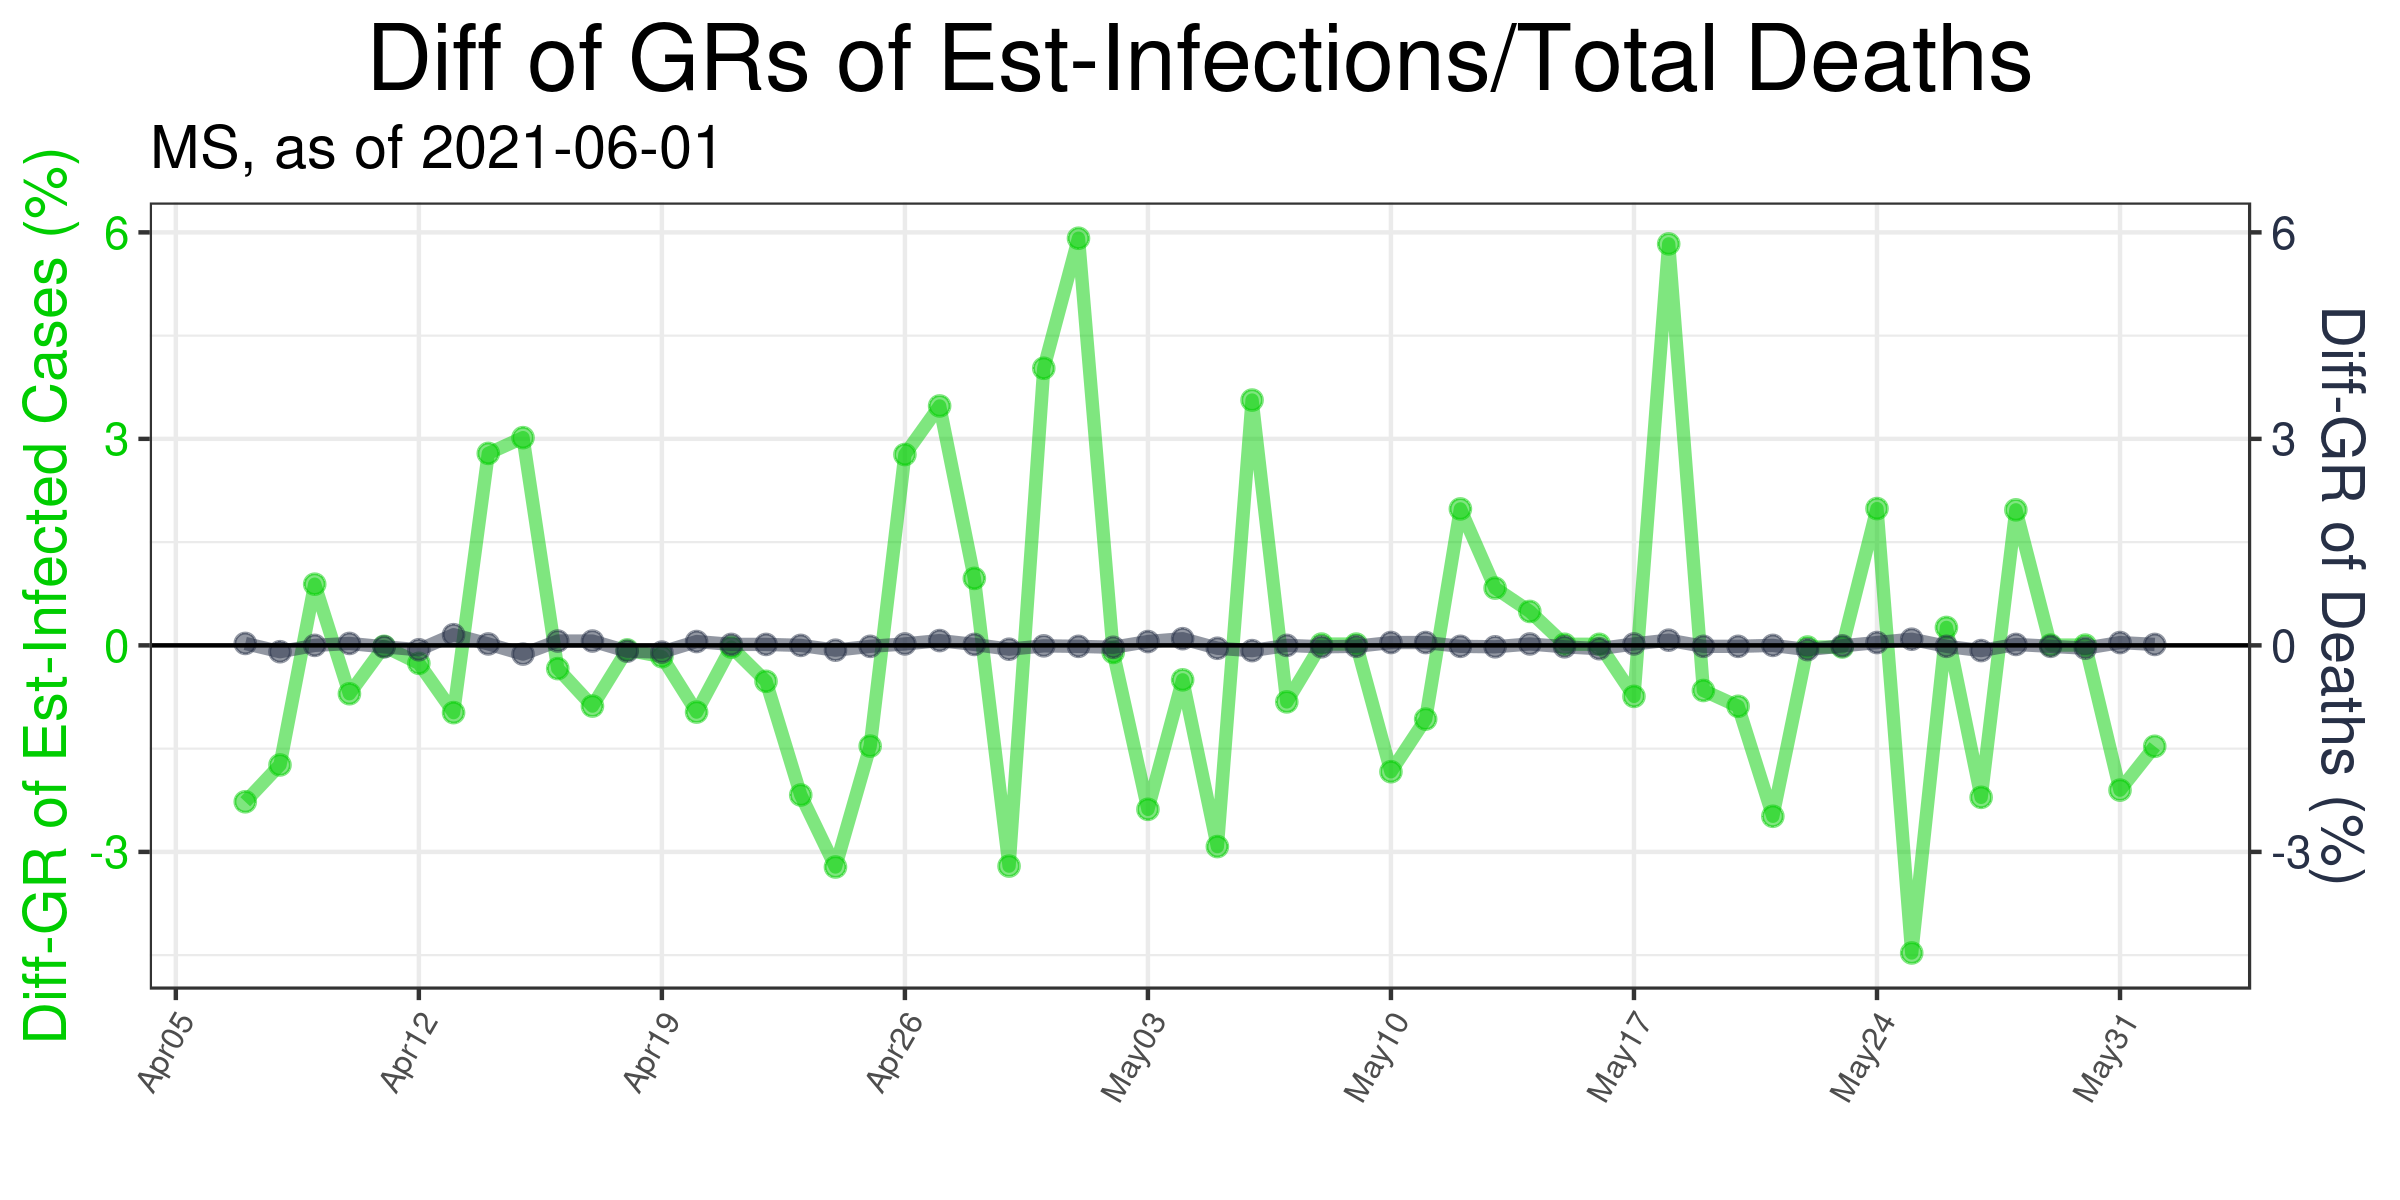 Diff of GRs of Est-Infections/Total Deaths
MS, as of 2021-06-01
Diff-GR of Est-Infected Cases (%)
6
3
0
-3
6
3
0
-3
Diff-GR of Deaths (%)
Apr05
Apr12
Apr19
Apr26
May03
May10
May17
May24
May31